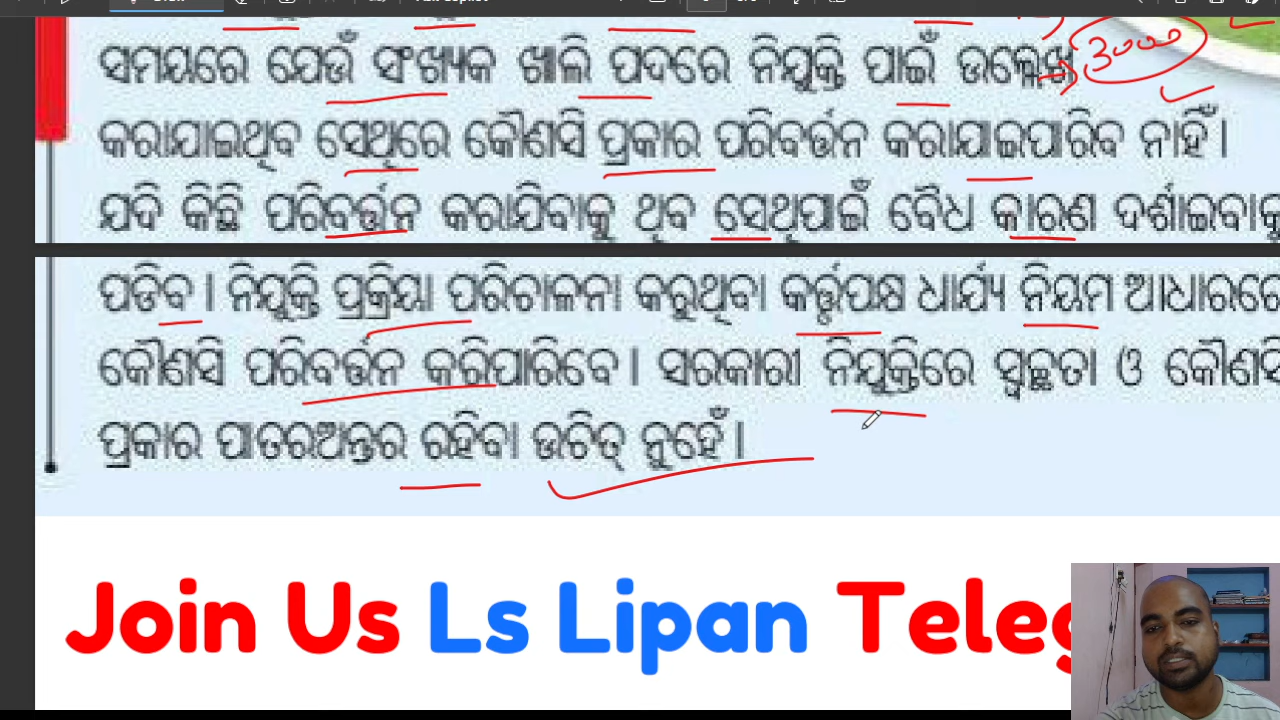 ସମୟରେ ଯେଉଁ ସଂଖ୍ୟକ ଖାଲି ପଦରେ ନିଯୁକ୍ତି ପାଇଁ ଉଲ୍ଲେଖ 3000
କରାଯାଇଥିବ ସେଥିରେ କୌଣସି ପ୍ରକାର ପରିବର୍ତ୍ତନ କରାଯାଇପାରିବ ନାହିଁ ।
ଯଦି କିଛି ପରିବର୍ତ୍ତନ କରାଯିବାକୁ ଥିବ ସେଥିପାଇଁ ବୈଧ କାରଣ ଦର୍ଶାଇବାକୁ
ପଡିବ । ନିଯୁକ୍ତି ପ୍ରକ୍ରିୟା ପରିଚାଳନା କରୁଥିବା କର୍ତ୍ତୃପକ୍ଷ ଧାର୍ଯ୍ୟ ନିୟମ ଆଧାରରେ
କୌଣସି ପରିବର୍ତ୍ତନ କରିପାରିବେ । ସରକାରୀ ନିଯୁକ୍ତିରେ ସ୍ୱଚ୍ଛତା ଓ କୌଣସି
ପ୍ରକାର ପାତରଅନ୍ତର ରହିବା ଉଚିତ୍ ନୁହେଁ ।
Join Us Ls Lipan Teleg